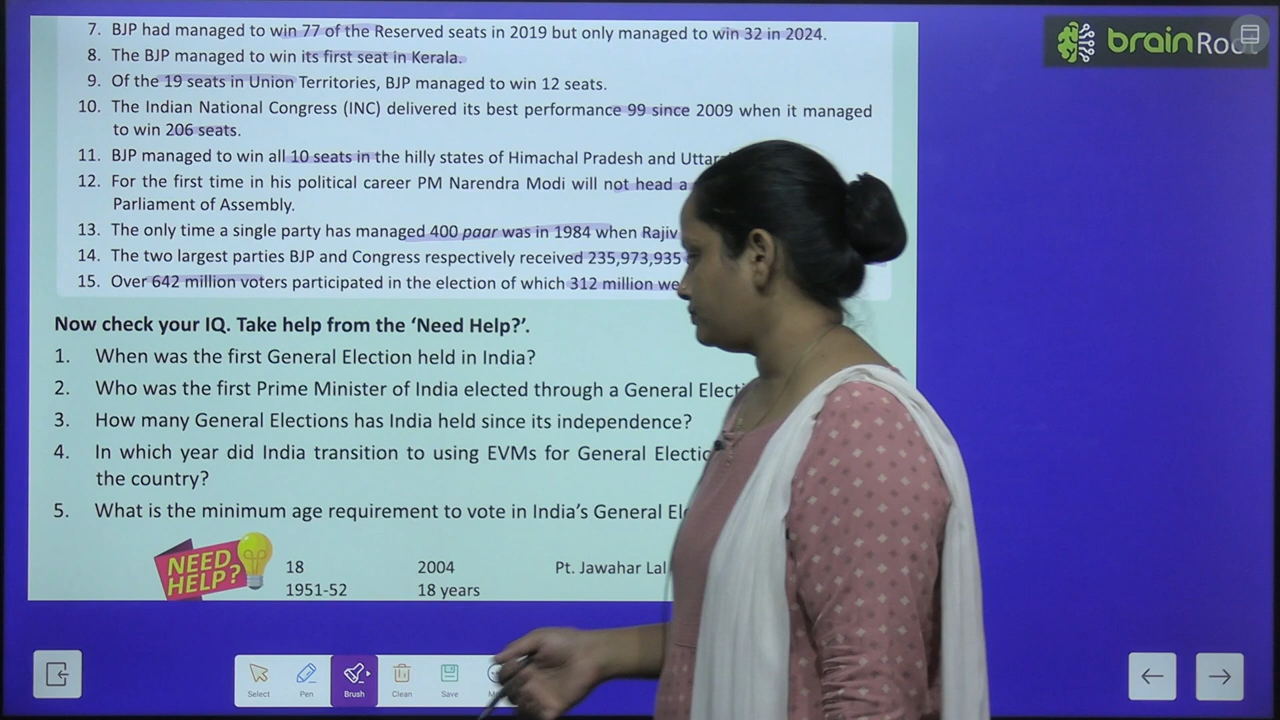 7. BJP had managed to win 77 of the Reserved seats in 2019 but only managed to win 32 in 2024.
8. The BJP managed to win its first seat in Kerala.
9. Of the 19 seats in Union Territories, BJP managed to win 12 seats.
10. The Indian National Congress (INC) delivered its best performance 99 since 2009 when it managed
to win 206 seats.
11. BJP managed to win all 10 seats in the hilly states of Himachal Pradesh and
12. For the first time in his political career PM Narendra Modi will not head a
Parliament of Assembly.
13. The only time a single party has managed 400 paar was in 1984 when Rajiv
14. The two largest parties BJP and Congress respectively received 235,973,935
15. Over 642 million voters participated in the election of which 312 million
Now check your IQ. Take help from the ‘Need Help?’.
1. When was the first General Election held in India?
2. Who was the first Prime Minister of India elected through a General
3. How many General Elections has India held since its independence?
4. In which year did India transition to using EVMs for General
the country?
5. What is the minimum age requirement to vote in India’s General
NEED HELP?
18 2004 Pt. Jawahar Lal
1951-52 18 years
brainRoot
Select Pen Brush Clean Save